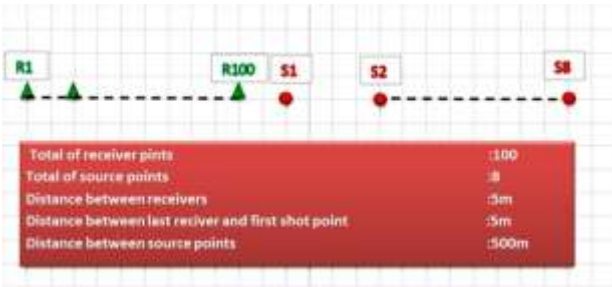 R1 R100 S1 S2 S8
Total of receiver pints :100
Total of source points :8
Distance between receivers :5m
Distance between last reciver and first shot point :5m
Distance between source points :500m